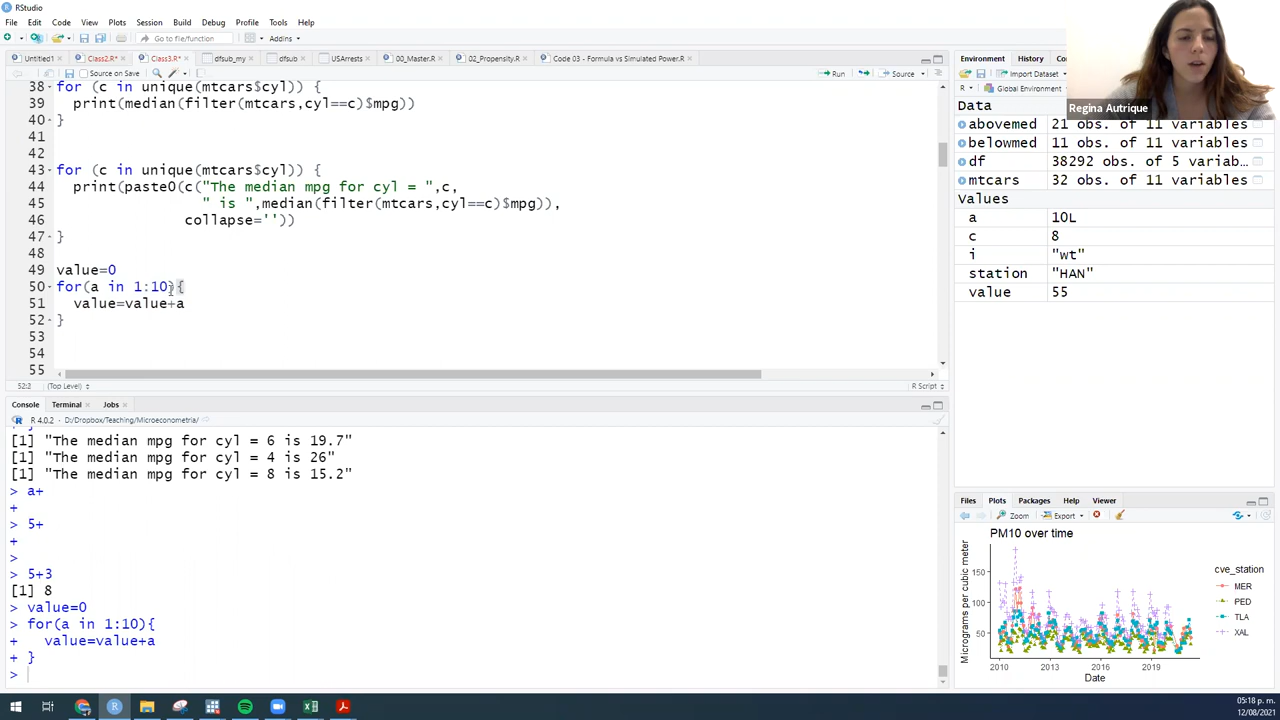 RStudio
File Edit Code View Plots Session Build Debug Profile Tools Help
Go to file/function
Addins
Untitled1 Class2.R* Class3.R* dfsub_my dfsub USArrests 00_Master.R 02_Propensity.R Code 03 - Formula vs Simulated Power.R
Source on Save
Run
Source
38 for (c in unique(mtcars$cyl)) {
39 print(median(filter(mtcars,cyl==c)$mpg))
40 }
41
42
43 for (c in unique(mtcars$cyl)) {
44 print(paste0(c("The median mpg for cyl = ",c,
45 " is ",median(filter(mtcars,cyl==c)$mpg)),
46 collapse=''))
47 }
48
49 value=0
50 for(a in 1:10){
51 value=value+a
52 }
53
54
55
52:2 (Top Level) R Script
Console Terminal Jobs
R 4.0.2 · D:/Dropbox/Teaching/Microeconometria/
[1] "The median mpg for cyl = 6 is 19.7"
[1] "The median mpg for cyl = 4 is 26"
[1] "The median mpg for cyl = 8 is 15.2"
> a+
+
> 5+
+
>
> 5+3
[1] 8
> value=0
> for(a in 1:10){
+ value=value+a
+ }
>
Regina Autrique
Environment History Co
Import Dataset
R Global Environment
Data
abovemed 21 obs. of 11 variables
belowmed 11 obs. of 11 variables
df 38292 obs. of 5 variab…
mtcars 32 obs. of 11 variables
Values
a 10L
c 8
i "wt"
station "HAN"
value 55
Files Plots Packages Help Viewer
Zoom Export
PM10 over time
Micrograms per cubic meter
150
100
50
2010 2013 2016 2019
Date
cve_station
MER
PED
TLA
XAL
05:18 p. m.
12/08/2021